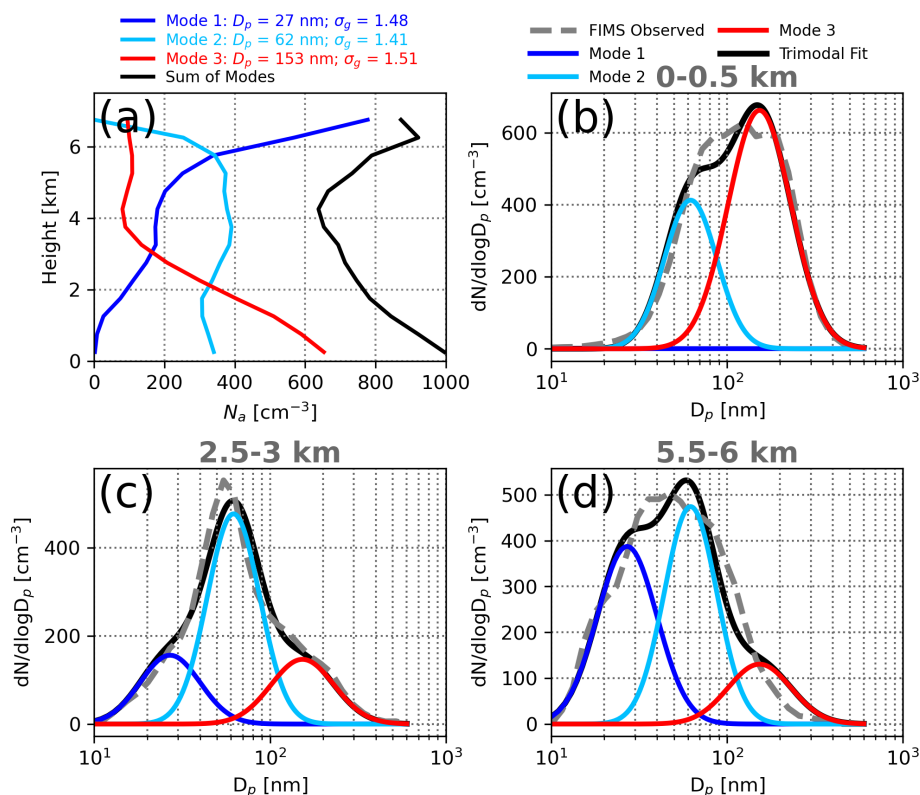 Mode 1: Dₚ = 27 nm; σg = 1.48
Mode 2: Dₚ = 62 nm; σg = 1.41
Mode 3: Dₚ = 153 nm; σg = 1.51
Sum of Modes
FIMS Observed
Mode 1
Mode 2
Mode 3
Trimodal Fit
(a)
Height [km]
6
4
2
0
0 200 400 600 800 1000
Nₐ [cm⁻³]
0-0.5 km
(b)
dN/dlogDₚ [cm⁻³]
600
400
200
0
10¹ 10² 10³
Dₚ [nm]
2.5-3 km
(c)
dN/dlogDₚ [cm⁻³]
400
200
0
10¹ 10² 10³
Dₚ [nm]
5.5-6 km
(d)
dN/dlogDₚ [cm⁻³]
500
400
300
200
100
0
10¹ 10² 10³
Dₚ [nm]